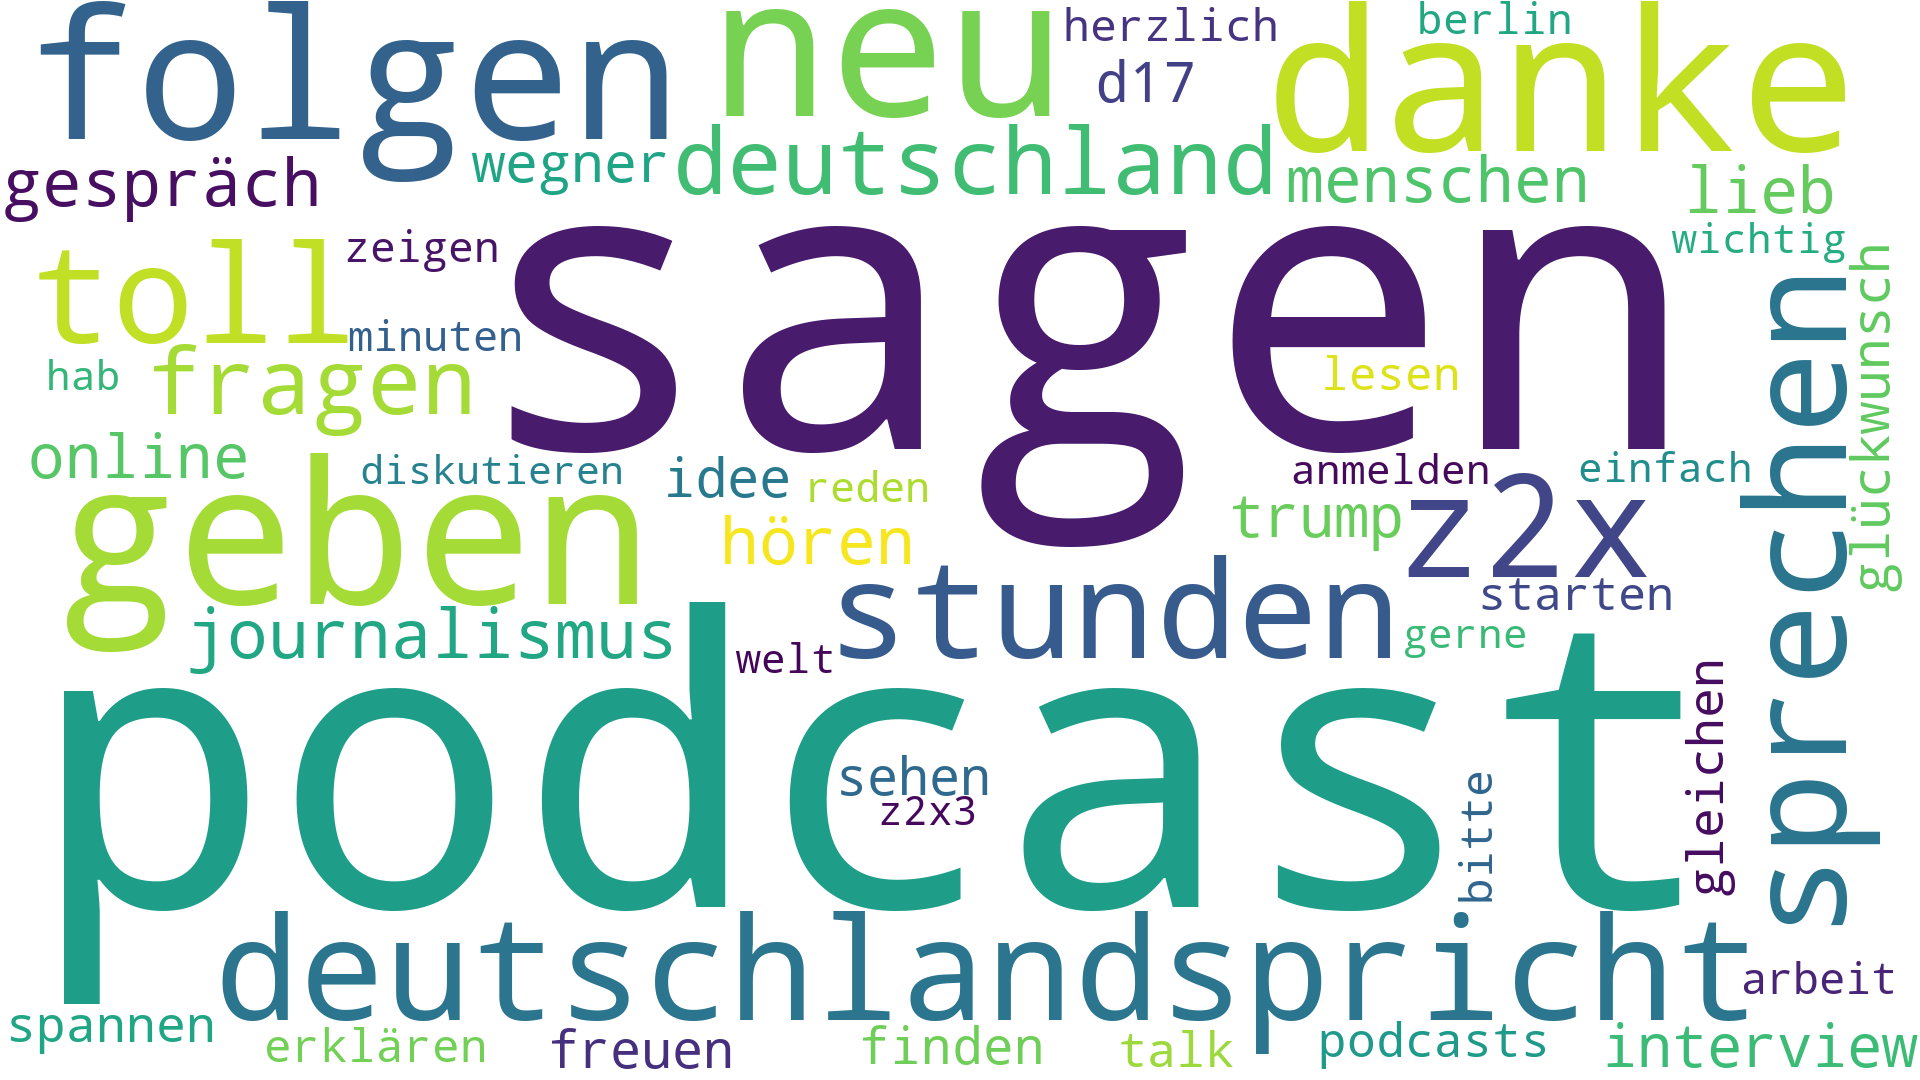 folgen neu herzlich danke berlin
d17
gespräch wegner deutschland menschen lieb
toll zeigen sagen wichtig
minuten
hab fragen lesen sprechen glückwunsch
online diskutieren idee reden anmelden einfach
geben hören trump z2x
journalismus stunden starten
welt gerne
podcast gleichen
sehen
z2x3 bitte
deutschlandspricht arbeit
spannen erklären freuen finden talk podcasts interview